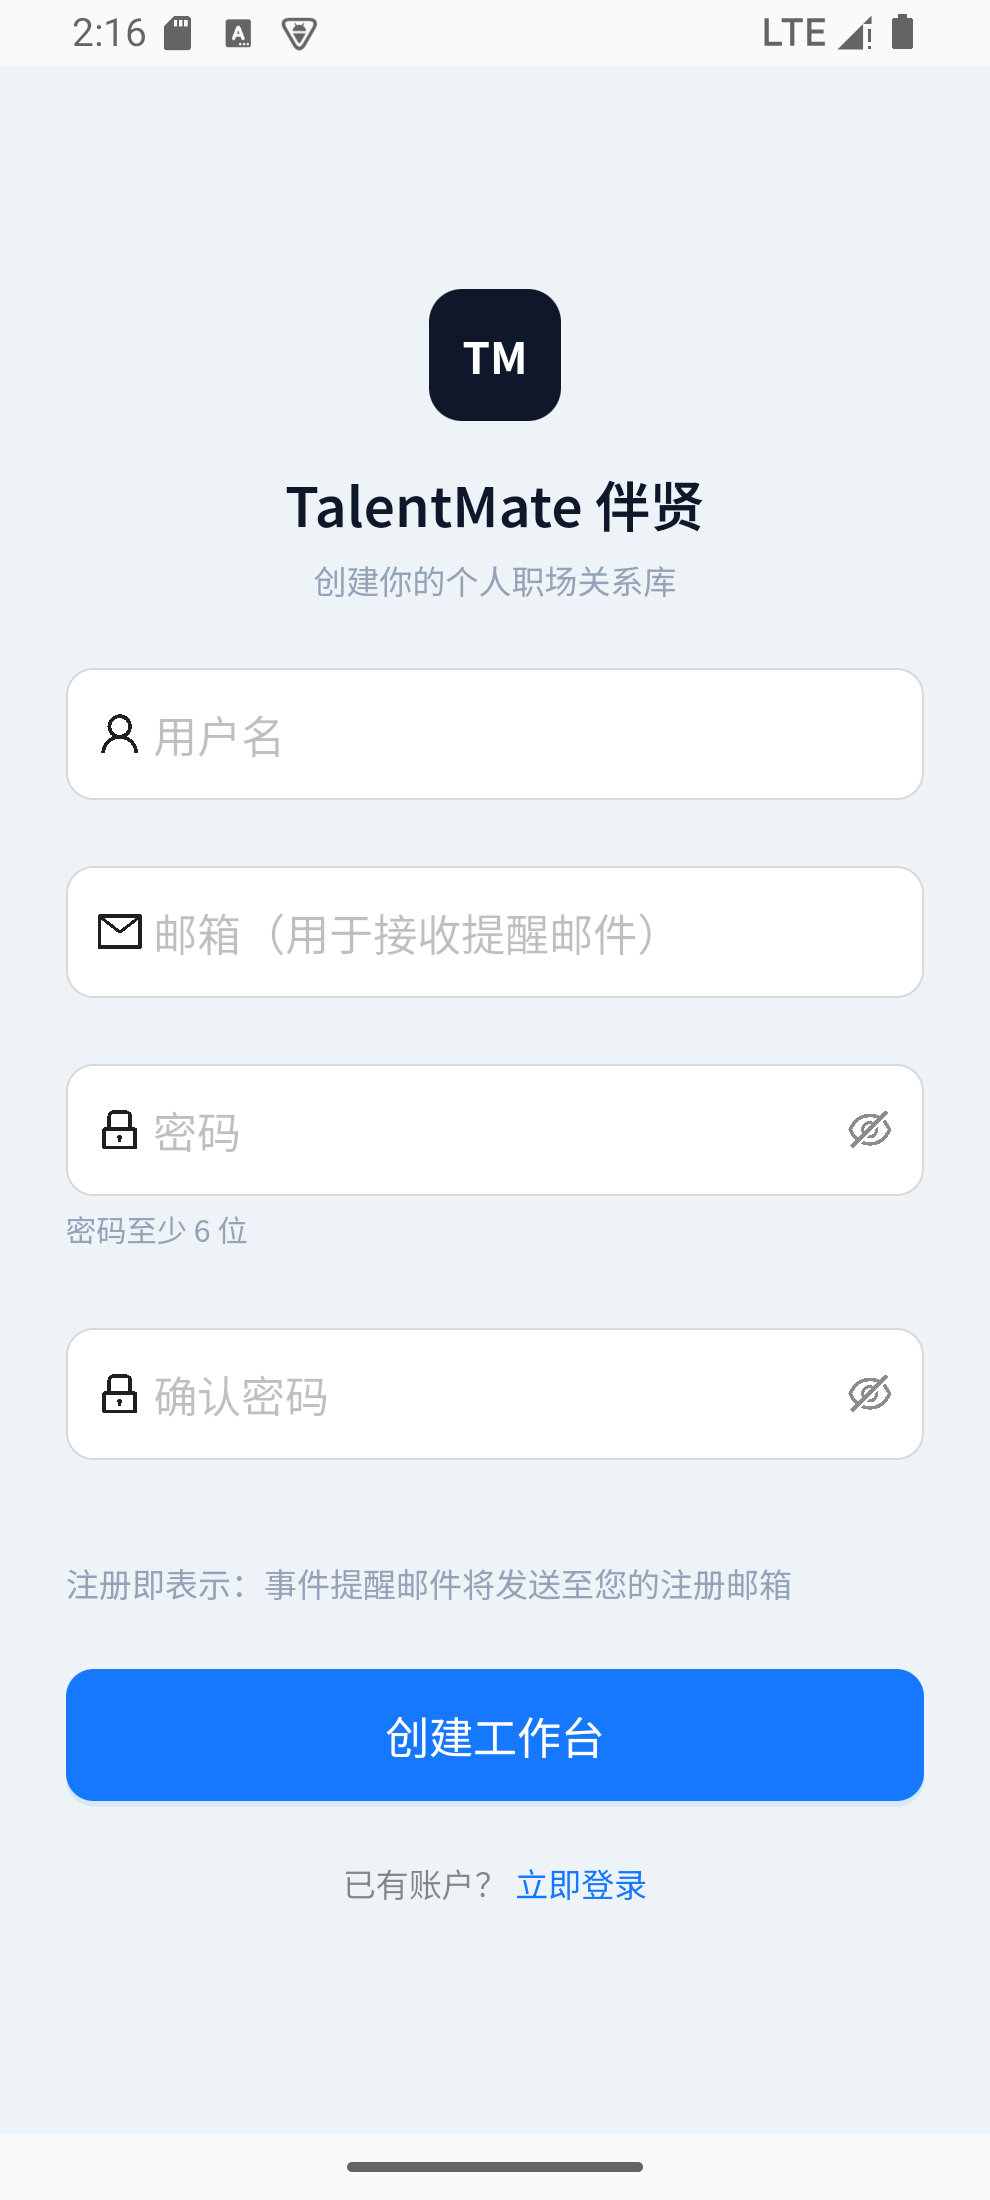 2:16
LTE
TM
TalentMate 伴贤
创建你的个人职场关系库
用户名
邮箱（用于接收提醒邮件）
密码
密码至少 6 位
确认密码
注册即表示：事件提醒邮件将发送至您的注册邮箱
创建工作台
已有账户？ 立即登录